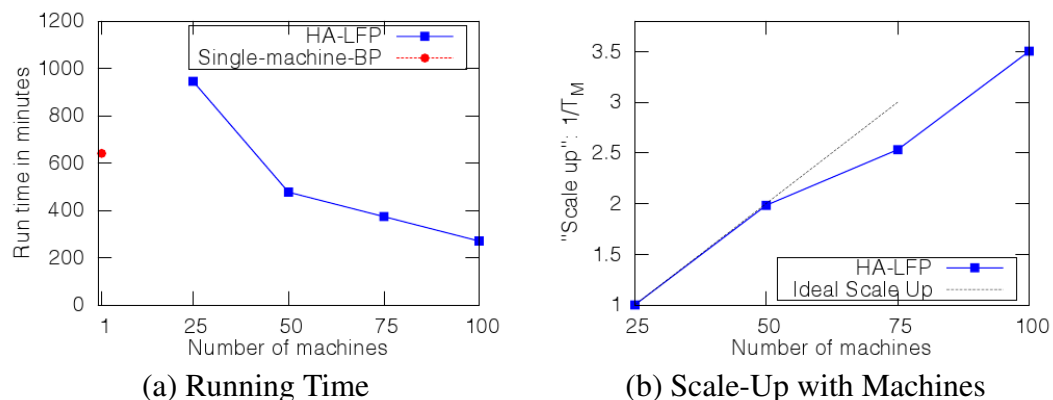 1200
1000
800
600
400
200
0
Run time in minutes
HA-LFP
Single-machine-BP
1 25 50 75 100
Number of machines
(a) Running Time
3.5
3
2.5
2
1.5
1
"Scale up": 1/T_M
HA-LFP
Ideal Scale Up
25 50 75 100
Number of machines
(b) Scale-Up with Machines